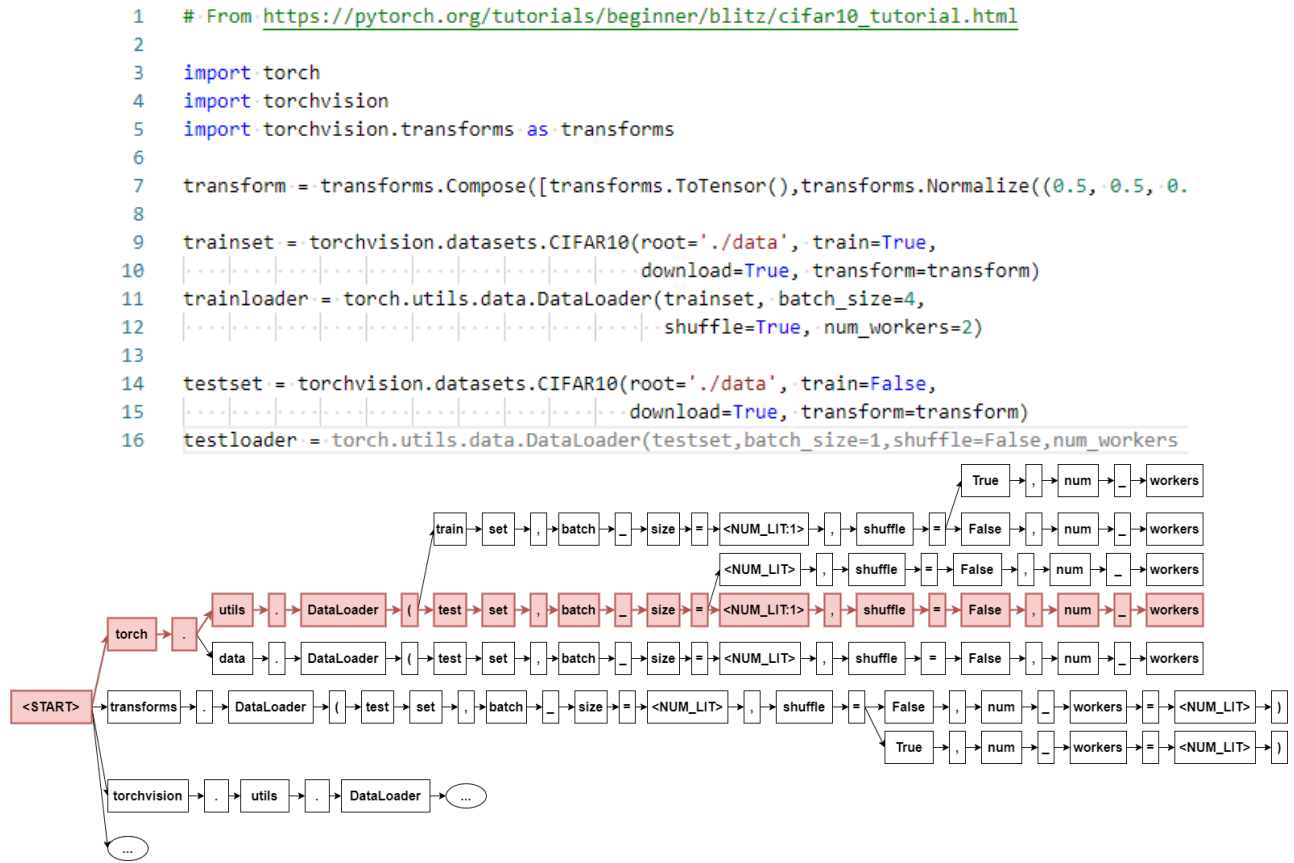 1 # From https://pytorch.org/tutorials/beginner/blitz/cifar10_tutorial.html
2
3 import torch
4 import torchvision
5 import torchvision.transforms as transforms
6
7 transform = transforms.Compose([transforms.ToTensor(),transforms.Normalize((0.5, 0.5, 0.
8
9 trainset = torchvision.datasets.CIFAR10(root='./data', train=True,
10 download=True, transform=transform)
11 trainloader = torch.utils.data.DataLoader(trainset, batch_size=4,
12 shuffle=True, num_workers=2)
13
14 testset = torchvision.datasets.CIFAR10(root='./data', train=False,
15 download=True, transform=transform)
16 testloader = torch.utils.data.DataLoader(testset,batch_size=1,shuffle=False,num_workers
True , num _ workers
train set , batch _ size = <NUM_LIT:1> , shuffle = False , num _ workers
<NUM_LIT> , shuffle = False , num _ workers
utils . DataLoader ( test set , batch _ size = <NUM_LIT:1> , shuffle = False , num _ workers
torch .
data . DataLoader ( test set , batch _ size = <NUM_LIT> , shuffle = False , num _ workers
<START> transforms . DataLoader ( test set , batch _ size = <NUM_LIT> , shuffle = False , num _ workers = <NUM_LIT> )
True , num _ workers = <NUM_LIT> )
torchvision . utils . DataLoader ...
...